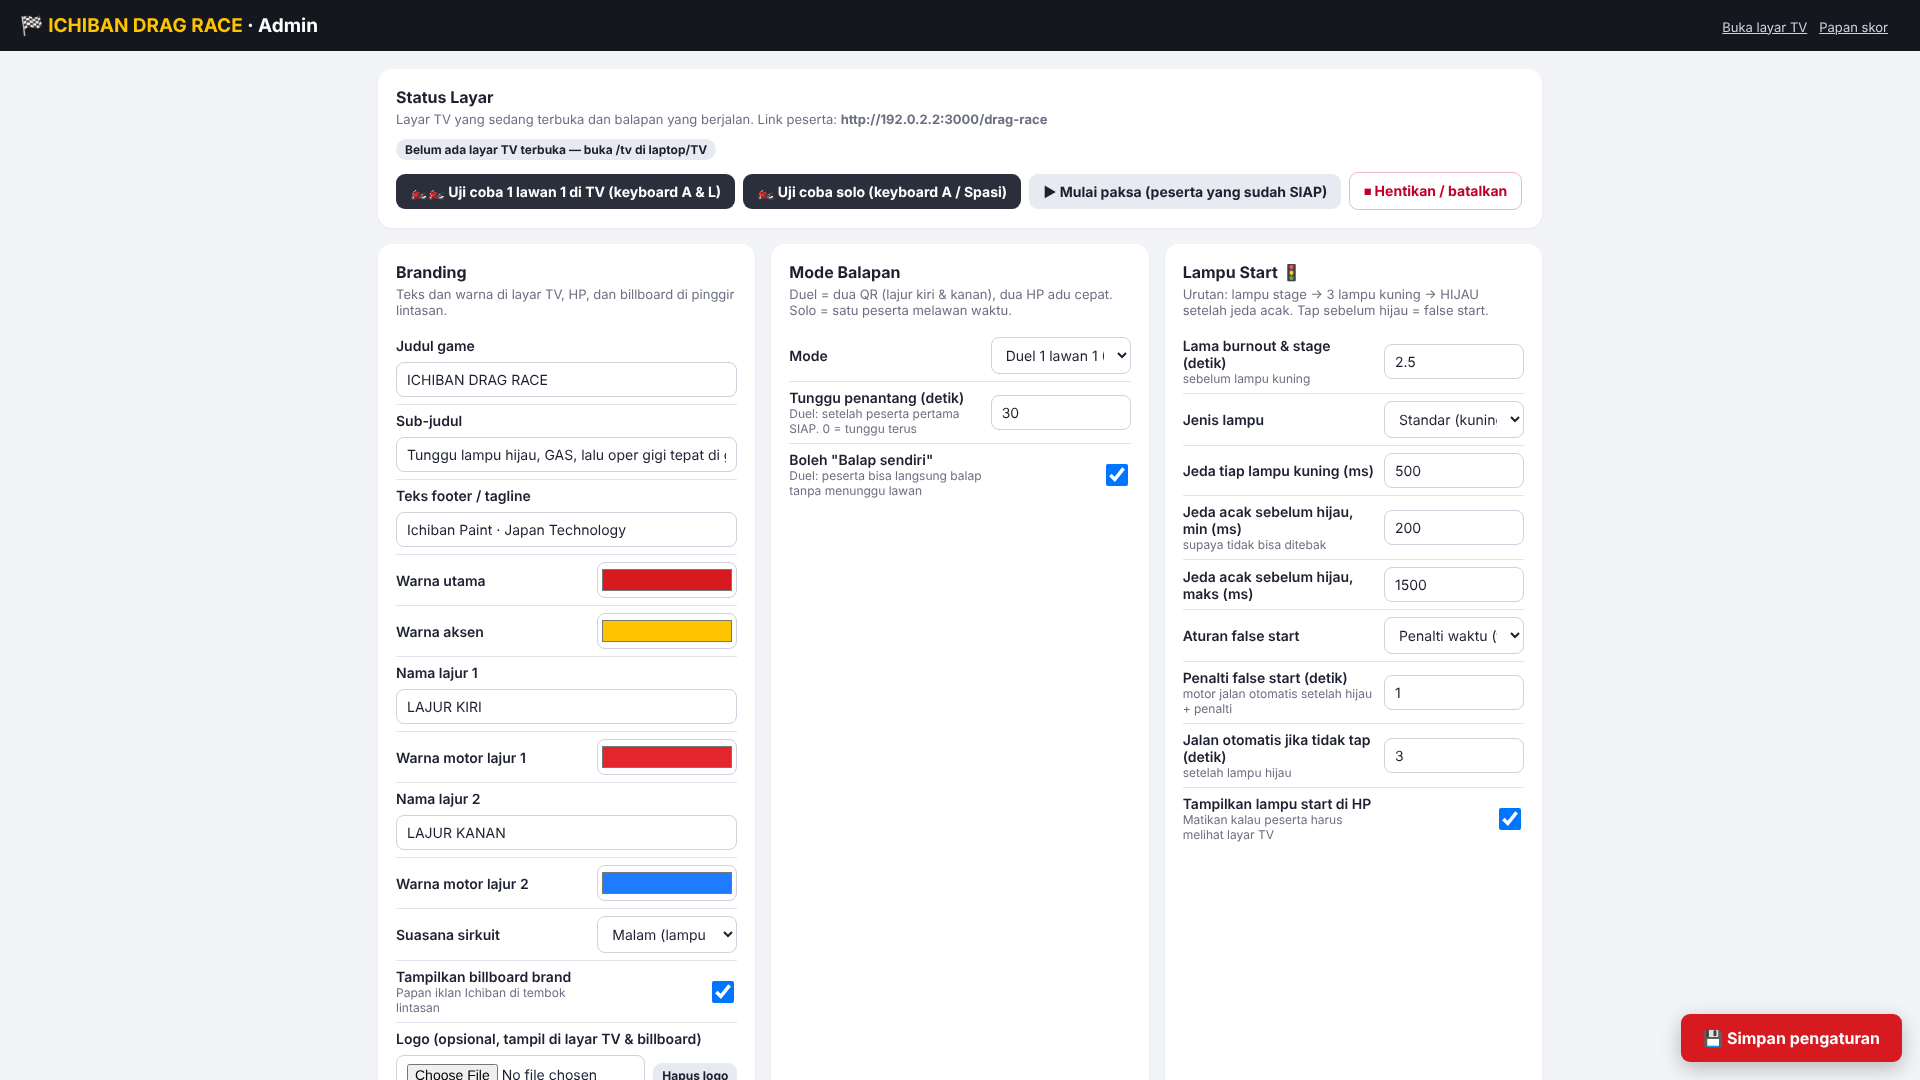 🏁 ICHIBAN DRAG RACE · Admin
Buka layar TV Papan skor
Status Layar
Layar TV yang sedang terbuka dan balapan yang berjalan. Link peserta: http://192.0.2.2:3000/drag-race
Belum ada layar TV terbuka — buka /tv di laptop/TV
🏍️🏍️ Uji coba 1 lawan 1 di TV (keyboard A & L)
🏍️ Uji coba solo (keyboard A / Spasi)
▶ Mulai paksa (peserta yang sudah SIAP)
■ Hentikan / batalkan
Branding
Teks dan warna di layar TV, HP, dan billboard di pinggir
lintasan.
Judul game
ICHIBAN DRAG RACE
Sub-judul
Tunggu lampu hijau, GAS, lalu oper gigi tepat di
Teks footer / tagline
Ichiban Paint · Japan Technology
Warna utama
Warna aksen
Nama lajur 1
LAJUR KIRI
Warna motor lajur 1
Nama lajur 2
LAJUR KANAN
Warna motor lajur 2
Suasana sirkuit
Malam (lampu
Tampilkan billboard brand
Papan iklan Ichiban di tembok
lintasan
Logo (opsional, tampil di layar TV & billboard)
Choose File No file chosen
Hapus logo
Mode Balapan
Duel = dua QR (lajur kiri & kanan), dua HP adu cepat.
Solo = satu peserta melawan waktu.
Mode
Duel 1 lawan 1 (
Tunggu penantang (detik)
Duel: setelah peserta pertama
SIAP. 0 = tunggu terus
30
Boleh "Balap sendiri"
Duel: peserta bisa langsung balap
tanpa menunggu lawan
Lampu Start 🚦
Urutan: lampu stage → 3 lampu kuning → HIJAU
setelah jeda acak. Tap sebelum hijau = false start.
Lama burnout & stage
(detik)
sebelum lampu kuning
2.5
Jenis lampu
Standar (kunin
Jeda tiap lampu kuning (ms)
500
Jeda acak sebelum hijau,
min (ms)
supaya tidak bisa ditebak
200
Jeda acak sebelum hijau,
maks (ms)
1500
Aturan false start
Penalti waktu (
Penalti false start (detik)
motor jalan otomatis setelah hijau
+ penalti
1
Jalan otomatis jika tidak tap
(detik)
setelah lampu hijau
3
Tampilkan lampu start di HP
Matikan kalau peserta harus
melihat layar TV
💾 Simpan pengaturan